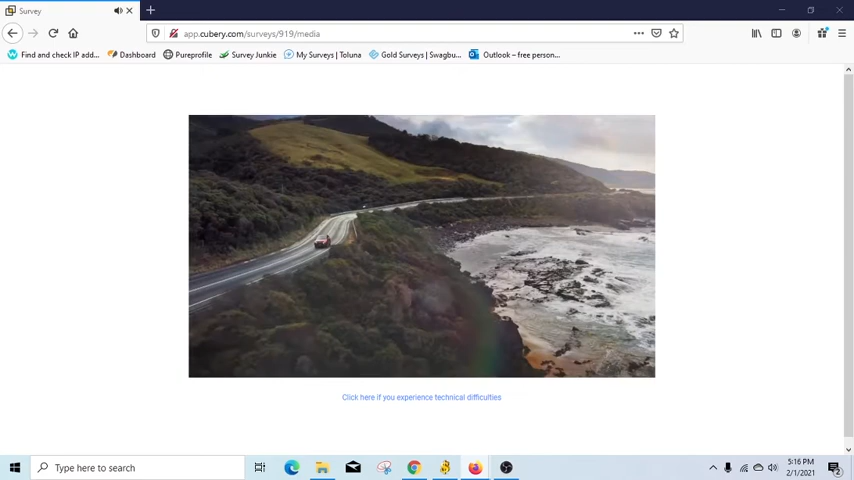 Survey
app.cubery.com/surveys/919/media
Find and check IP add... Dashboard Pureprofile Survey Junkie My Surveys | Toluna Gold Surveys | Swagbu... Outlook – free person...
Click here if you experience technical difficulties
Type here to search
5:16 PM
2/1/2021
2